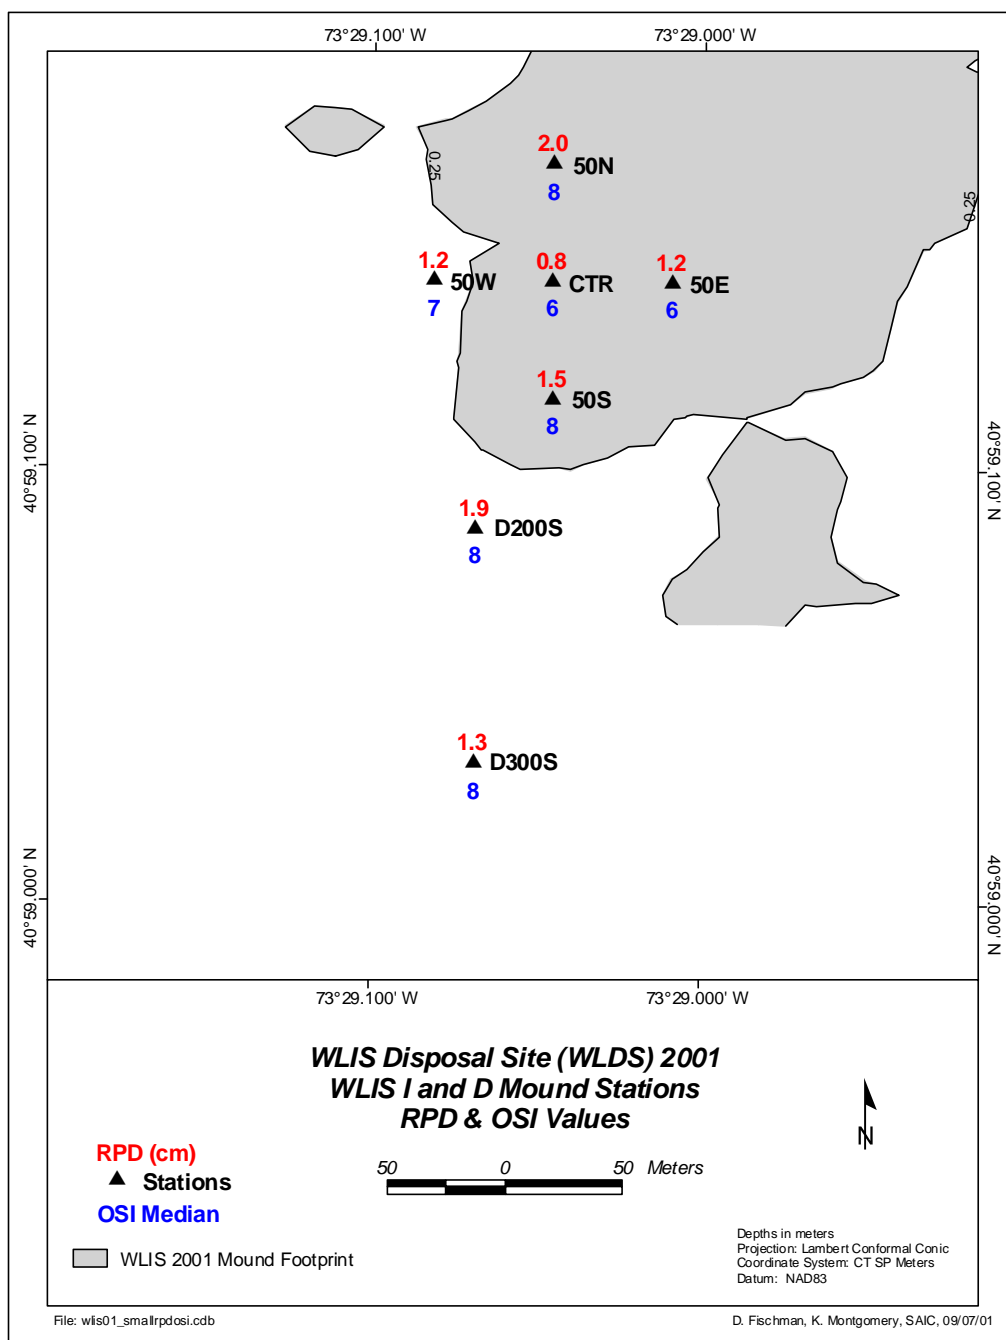 73°29.100' W 73°29.000' W
2.0
50N
8
0.25
0.25
1.2 0.8 1.2
50W CTR 50E
7 6 6
1.5
50S
8
40°59.100' N
40°59.100' N
1.9
D200S
8
1.3
D300S
8
40°59.000' N
40°59.000' N
73°29.100' W 73°29.000' W
WLIS Disposal Site (WLDS) 2001
WLIS I and D Mound Stations
RPD & OSI Values
N
RPD (cm)
Stations
OSI Median
50 0 50 Meters
WLIS 2001 Mound Footprint
Depths in meters
Projection: Lambert Conformal Conic
Coordinate System: CT SP Meters
Datum: NAD83
File: wlis01_smallrpdosi.cdb
D. Fischman, K. Montgomery, SAIC, 09/07/01